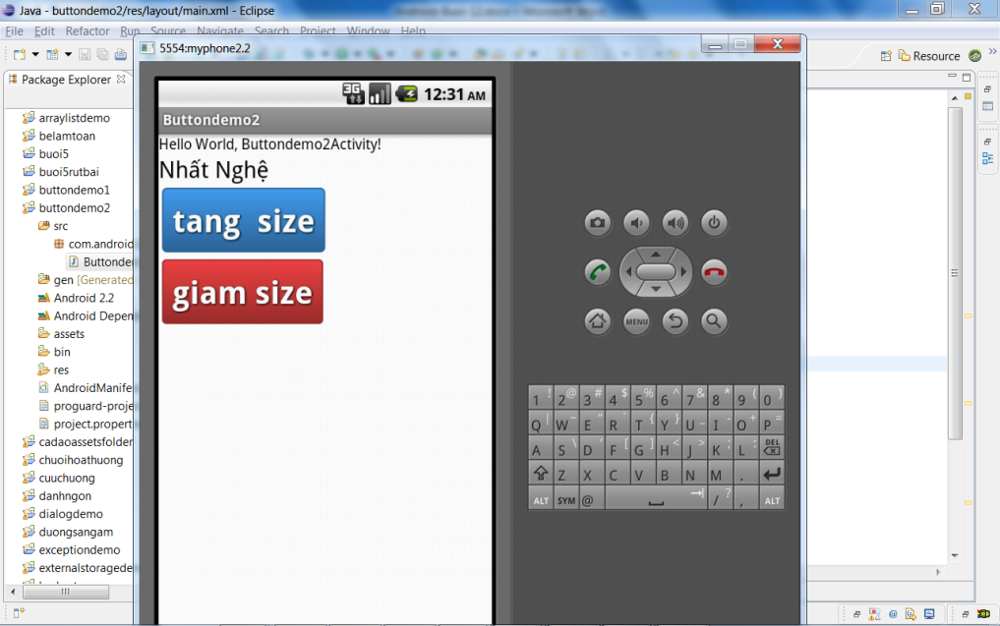 Java - buttondemo2/res/layout/main.xml - Eclipse
File Edit Refactor Run Source Navigate Search Project Window Help
5554:myphone2.2
Resource
Package Explorer
3G 12:31 AM
Buttondemo2
Hello World, Buttondemo2Activity!
Nhất Nghệ
tang size
giam size
arraylistdemo
belamtoan
buoi5
buoi5rutbai
buttondemo1
buttondemo2
src
com.android
Buttonde
gen [Generated
Android 2.2
Android Depen
assets
bin
res
AndroidManife
proguard-proje
project.propert
cadaoassetsfolder
chuoihoathuong
cuuchuong
danhngon
dialogdemo
duongsangam
exceptiondemo
externalstoragede
MENU
1 ! 2 @ 3 # 4 $ 5 % 6 ^ 7 & 8 * 9 ( 0 )
Q | W ~ E " R ` T { Y } U _ I - O + P =
A S \ D ' F [ G ] H < J > K ; L : DEL
Z X C V B N M .
ALT SYM @ / ? , ALT